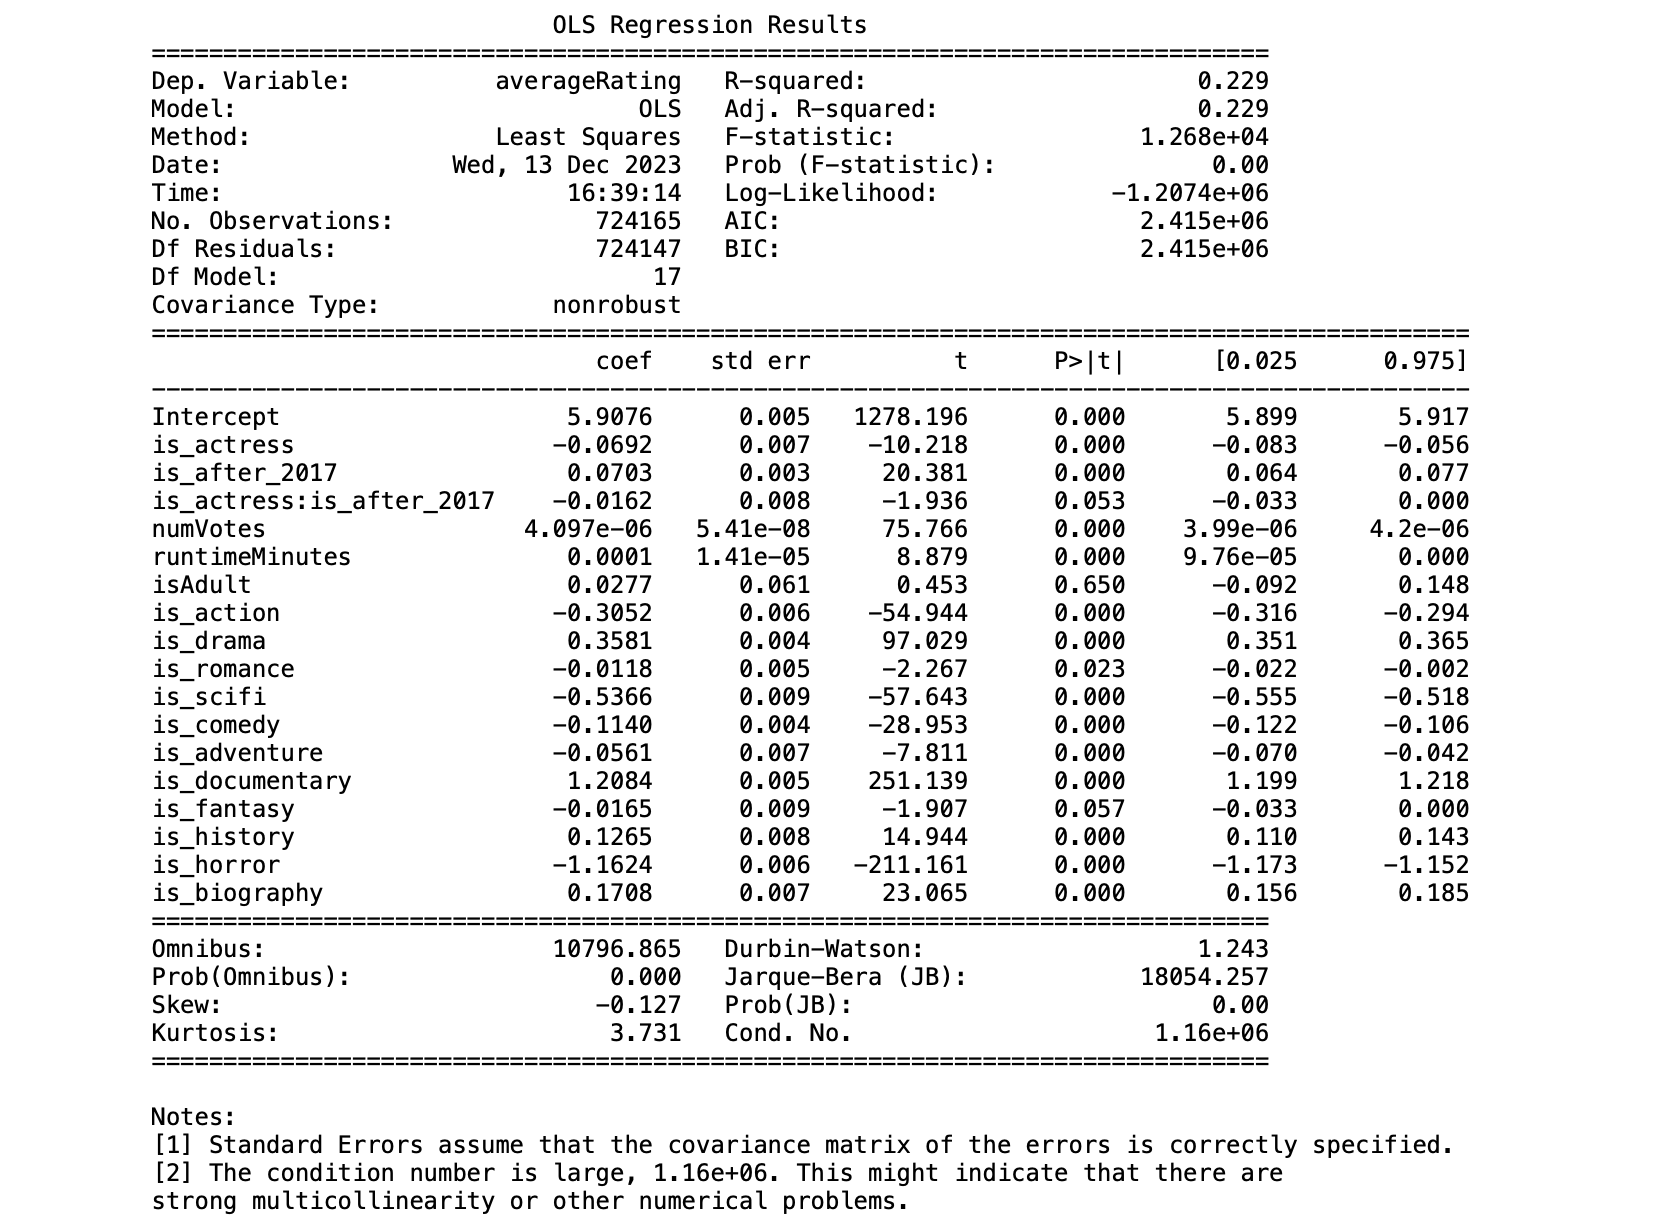 OLS Regression Results
==============================================================================
Dep. Variable:          averageRating   R-squared:                       0.229
Model:                            OLS   Adj. R-squared:                  0.229
Method:                 Least Squares   F-statistic:                 1.268e+04
Date:                Wed, 13 Dec 2023   Prob (F-statistic):               0.00
Time:                        16:39:14   Log-Likelihood:            -1.2074e+06
No. Observations:              724165   AIC:                         2.415e+06
Df Residuals:                  724147   BIC:                         2.415e+06
Df Model:                          17
Covariance Type:            nonrobust
============================================================================================
                               coef    std err          t      P>|t|      [0.025      0.975]
--------------------------------------------------------------------------------------------
Intercept                    5.9076      0.005   1278.196      0.000       5.899       5.917
is_actress                  -0.0692      0.007    -10.218      0.000      -0.083      -0.056
is_after_2017                0.0703      0.003     20.381      0.000       0.064       0.077
is_actress:is_after_2017    -0.0162      0.008     -1.936      0.053      -0.033       0.000
numVotes                  4.097e-06   5.41e-08     75.766      0.000    3.99e-06     4.2e-06
runtimeMinutes               0.0001   1.41e-05      8.879      0.000    9.76e-05       0.000
isAdult                      0.0277      0.061      0.453      0.650      -0.092       0.148
is_action                   -0.3052      0.006    -54.944      0.000      -0.316      -0.294
is_drama                     0.3581      0.004     97.029      0.000       0.351       0.365
is_romance                  -0.0118      0.005     -2.267      0.023      -0.022      -0.002
is_scifi                    -0.5366      0.009    -57.643      0.000      -0.555      -0.518
is_comedy                   -0.1140      0.004    -28.953      0.000      -0.122      -0.106
is_adventure                -0.0561      0.007     -7.811      0.000      -0.070      -0.042
is_documentary               1.2084      0.005    251.139      0.000       1.199       1.218
is_fantasy                  -0.0165      0.009     -1.907      0.057      -0.033       0.000
is_history                   0.1265      0.008     14.944      0.000       0.110       0.143
is_horror                   -1.1624      0.006   -211.161      0.000      -1.173      -1.152
is_biography                 0.1708      0.007     23.065      0.000       0.156       0.185
==============================================================================
Omnibus:                    10796.865   Durbin-Watson:                   1.243
Prob(Omnibus):                  0.000   Jarque-Bera (JB):            18054.257
Skew:                          -0.127   Prob(JB):                         0.00
Kurtosis:                       3.731   Cond. No.                     1.16e+06
==============================================================================
Notes:
[1] Standard Errors assume that the covariance matrix of the errors is correctly specified.
[2] The condition number is large, 1.16e+06. This might indicate that there are
strong multicollinearity or other numerical problems.